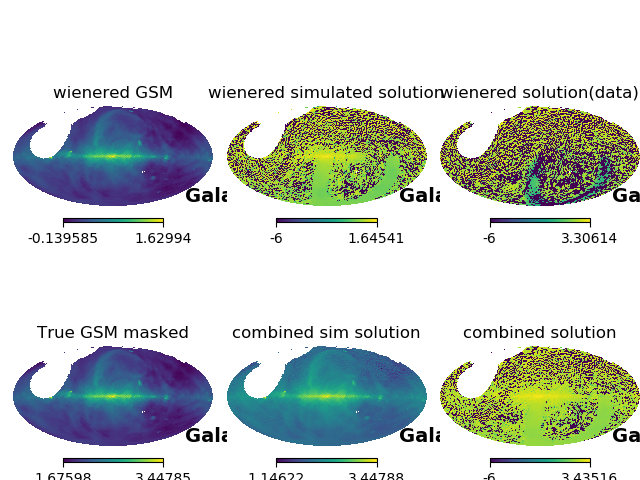 wienered GSM
wienered simulated solution
wienered solution(data)
Gala
Gala
Gala
-0.139585 1.62994
-6 1.64541
-6 3.30614
True GSM masked
combined sim solution
combined solution
Gala
Gala
Gala
1.67598 3.44785
1.14622 3.44788
-6 3.43516